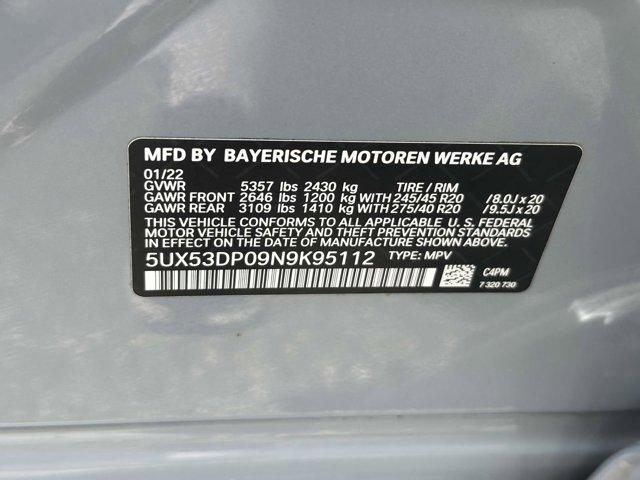 MFD BY BAYERISCHE MOTOREN WERKE AG
01/22
GVWR 5357 lbs 2430 kg TIRE / RIM
GAWR FRONT 2646 lbs 1200 kg WITH 245/45 R20 /8.0J x 20
GAWR REAR 3109 lbs 1410 kg WITH 275/40 R20 /9.5J x 20
THIS VEHICLE CONFORMS TO ALL APPLICABLE U. S. FEDERAL
MOTOR VEHICLE SAFETY AND THEFT PREVENTION STANDARDS
IN EFFECT ON THE DATE OF MANUFACTURE SHOWN ABOVE.
5UX53DP09N9K95112 TYPE: MPV
C4PM
7 320 730